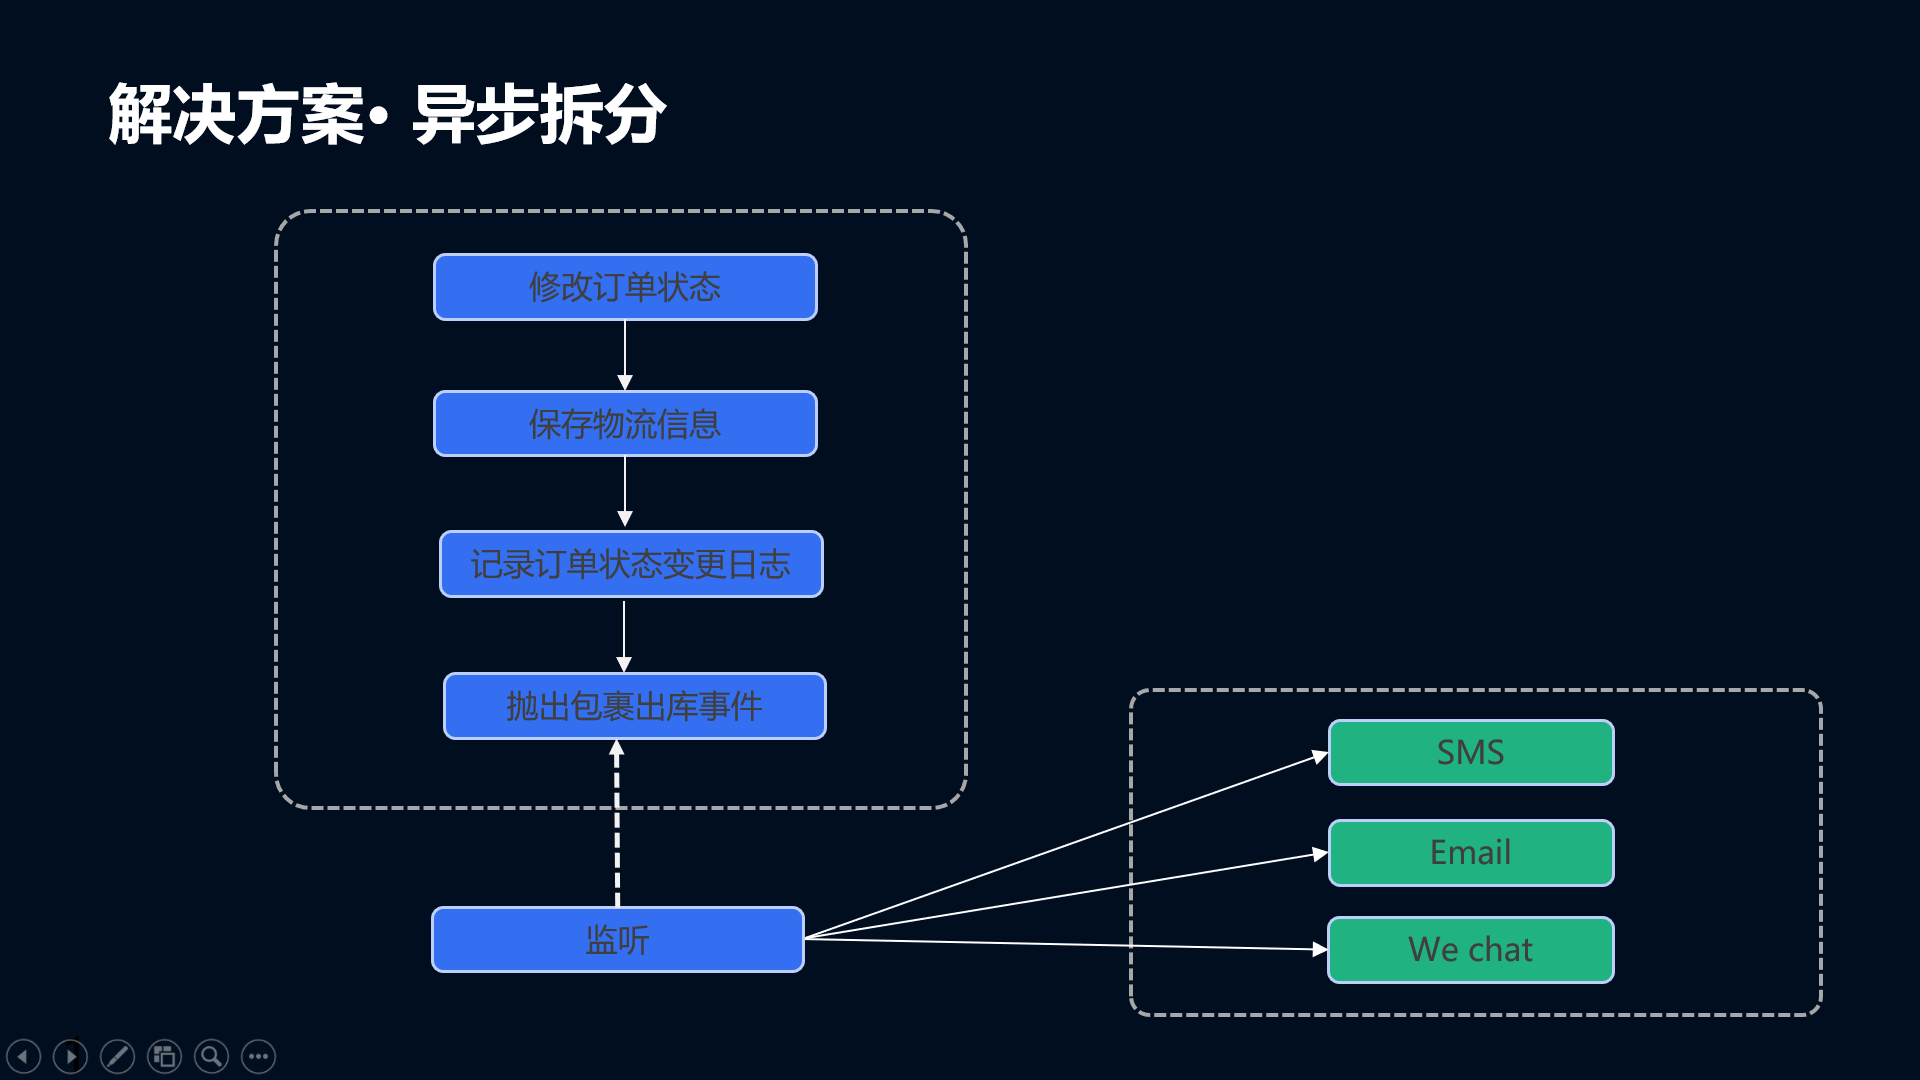 解决方案• 异步拆分
修改订单状态
保存物流信息
记录订单状态变更日志
抛出包裹出库事件
监听
SMS
Email
We chat